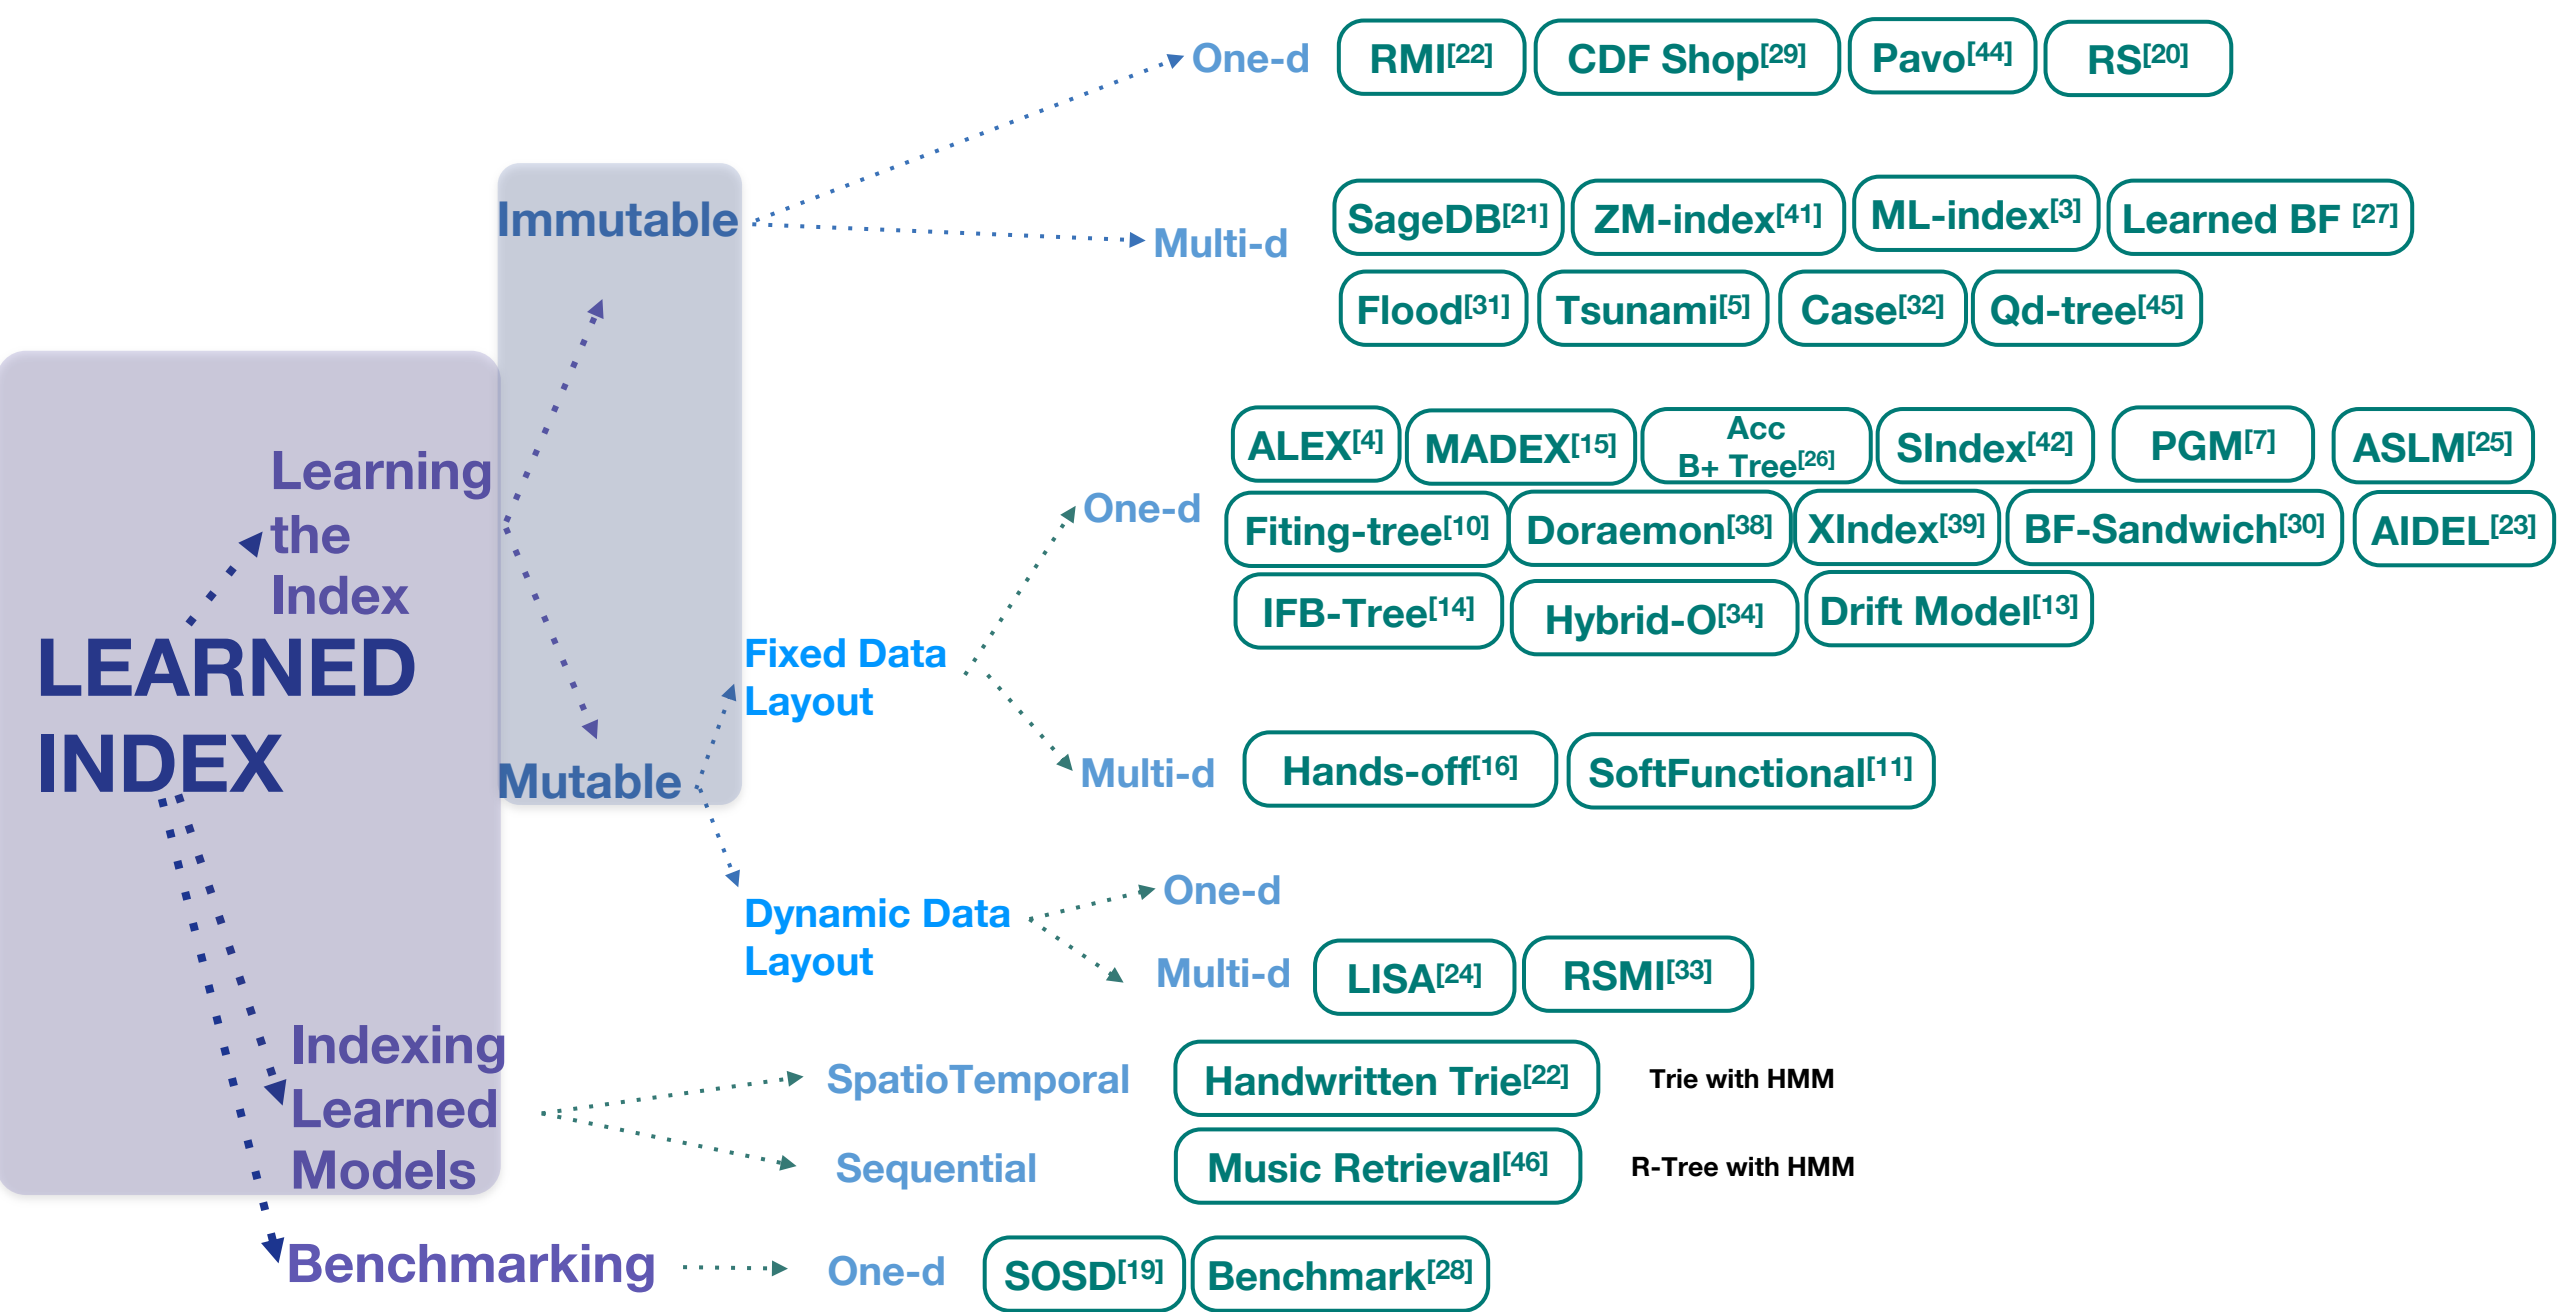 One-d RMI[22] CDF Shop[29] Pavo[44] RS[20]
Immutable
Multi-d SageDB[21] ZM-index[41] ML-index[3] Learned BF [27]
Flood[31] Tsunami[5] Case[32] Qd-tree[45]
Learning
the
Index
LEARNED
INDEX
Mutable
Fixed Data
Layout
One-d
ALEX[4] MADEX[15] Acc
B+ Tree[26] SIndex[42] PGM[7] ASLM[25]
Fiting-tree[10] Doraemon[38] XIndex[39] BF-Sandwich[30] AIDEL[23]
IFB-Tree[14] Hybrid-O[34] Drift Model[13]
Multi-d Hands-off[16] SoftFunctional[11]
Dynamic Data
Layout
One-d
Multi-d LISA[24] RSMI[33]
Indexing
Learned
Models
SpatioTemporal Handwritten Trie[22] Trie with HMM
Sequential Music Retrieval[46] R-Tree with HMM
Benchmarking One-d SOSD[19] Benchmark[28]